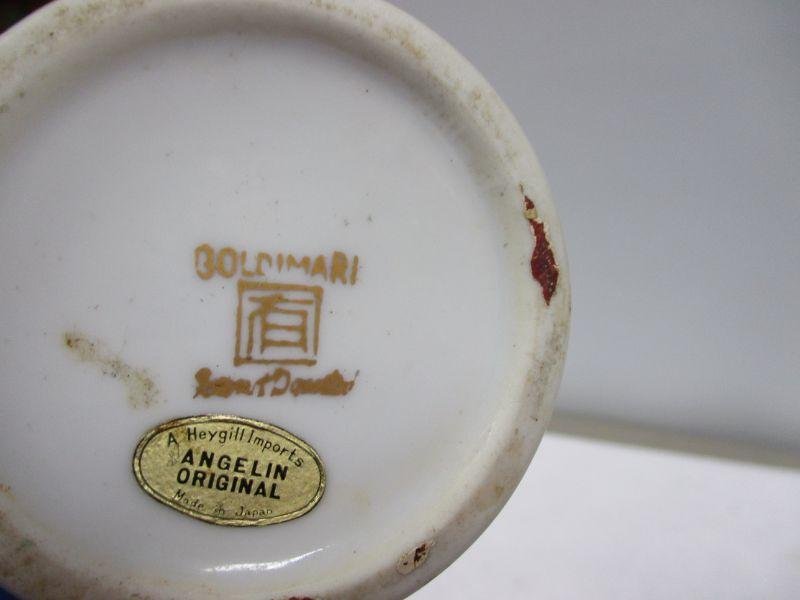 GOLDIMARI
A Heygill Imports
ANGELIN
ORIGINAL
Made in Japan